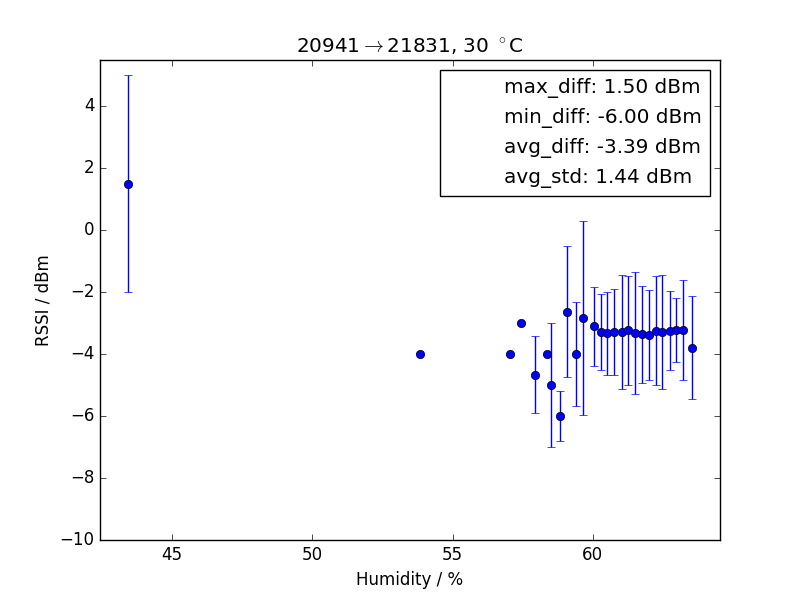 20941→21831, 30 °C
max_diff: 1.50 dBm
min_diff: -6.00 dBm
avg_diff: -3.39 dBm
avg_std: 1.44 dBm
4
2
0
−2
−4
−6
−8
−10
RSSI / dBm
45 50 55 60
Humidity / %